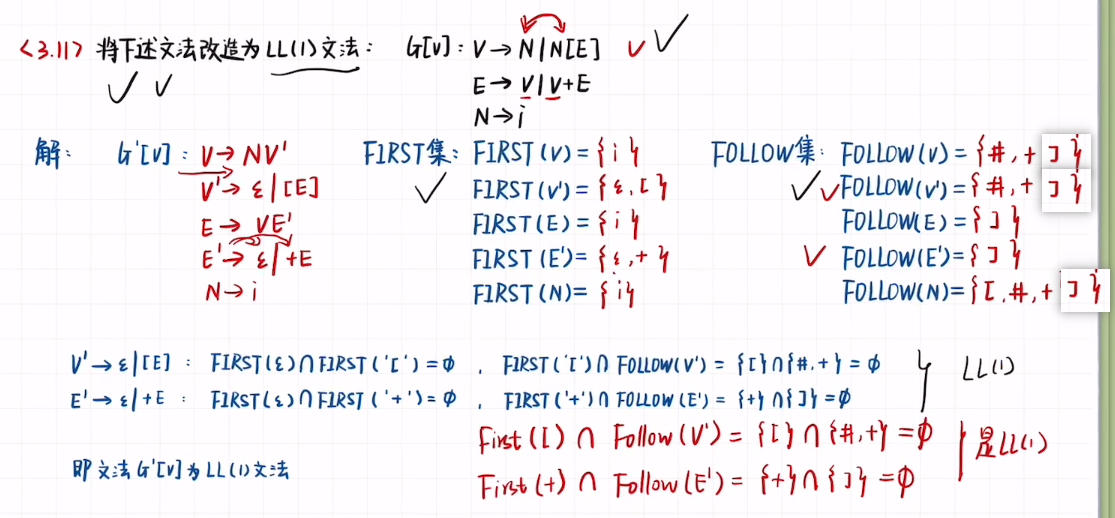 <3.11> 将下述文法改造为LL(1)文法: G[V]: V→N|N[E]
E→V|V+E
N→i
解: G'[V]: V→NV' FIRST集: FIRST(V)={i} FOLLOW集: FOLLOW(V)={#,+ ]}
V'→ε|[E] FIRST(V')={ε,[} FOLLOW(V')={#,+ ]}
E→VE' FIRST(E)={i} FOLLOW(E)={]}
E'→ε|+E FIRST(E')={ε,+} FOLLOW(E')={]}
N→i FIRST(N)={i} FOLLOW(N)={[,#,+ ]}
V'→ε|[E]: FIRST(ε)∩FIRST('[')=φ, FIRST('[')∩FOLLOW(V')={[}∩{#,+}=φ
E'→ε|+E: FIRST(ε)∩FIRST('+')=φ, FIRST('+')∩FOLLOW(E')={+}∩{]}=φ } LL(1)
First([)∩Follow(V')={[}∩{#,+}=φ
即文法G'[V]为LL(1)文法 First(+)∩Follow(E')={+}∩{]}=φ } 是LL(1)